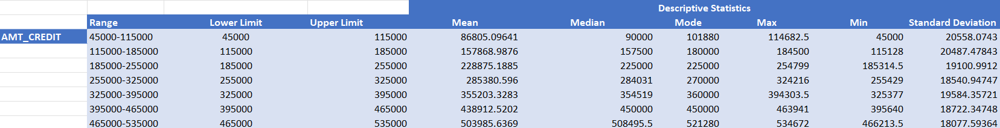 Descriptive Statistics
Range Lower Limit Upper Limit Mean Median Mode Max Min Standard Deviation
AMT_CREDIT 45000-115000 45000 115000 86805.09641 90000 101880 114682.5 45000 20558.0743
115000-185000 115000 185000 157868.9876 157500 180000 184500 115128 20487.47843
185000-255000 185000 255000 228875.1885 225000 225000 254799 185314.5 19100.9912
255000-325000 255000 325000 285380.596 284031 270000 324216 255429 18540.94747
325000-395000 325000 395000 355203.3283 354519 360000 394303.5 325377 19584.35721
395000-465000 395000 465000 438912.5202 450000 450000 463941 395640 18722.34748
465000-535000 465000 535000 503985.6369 508495.5 521280 534672 466213.5 18077.59364